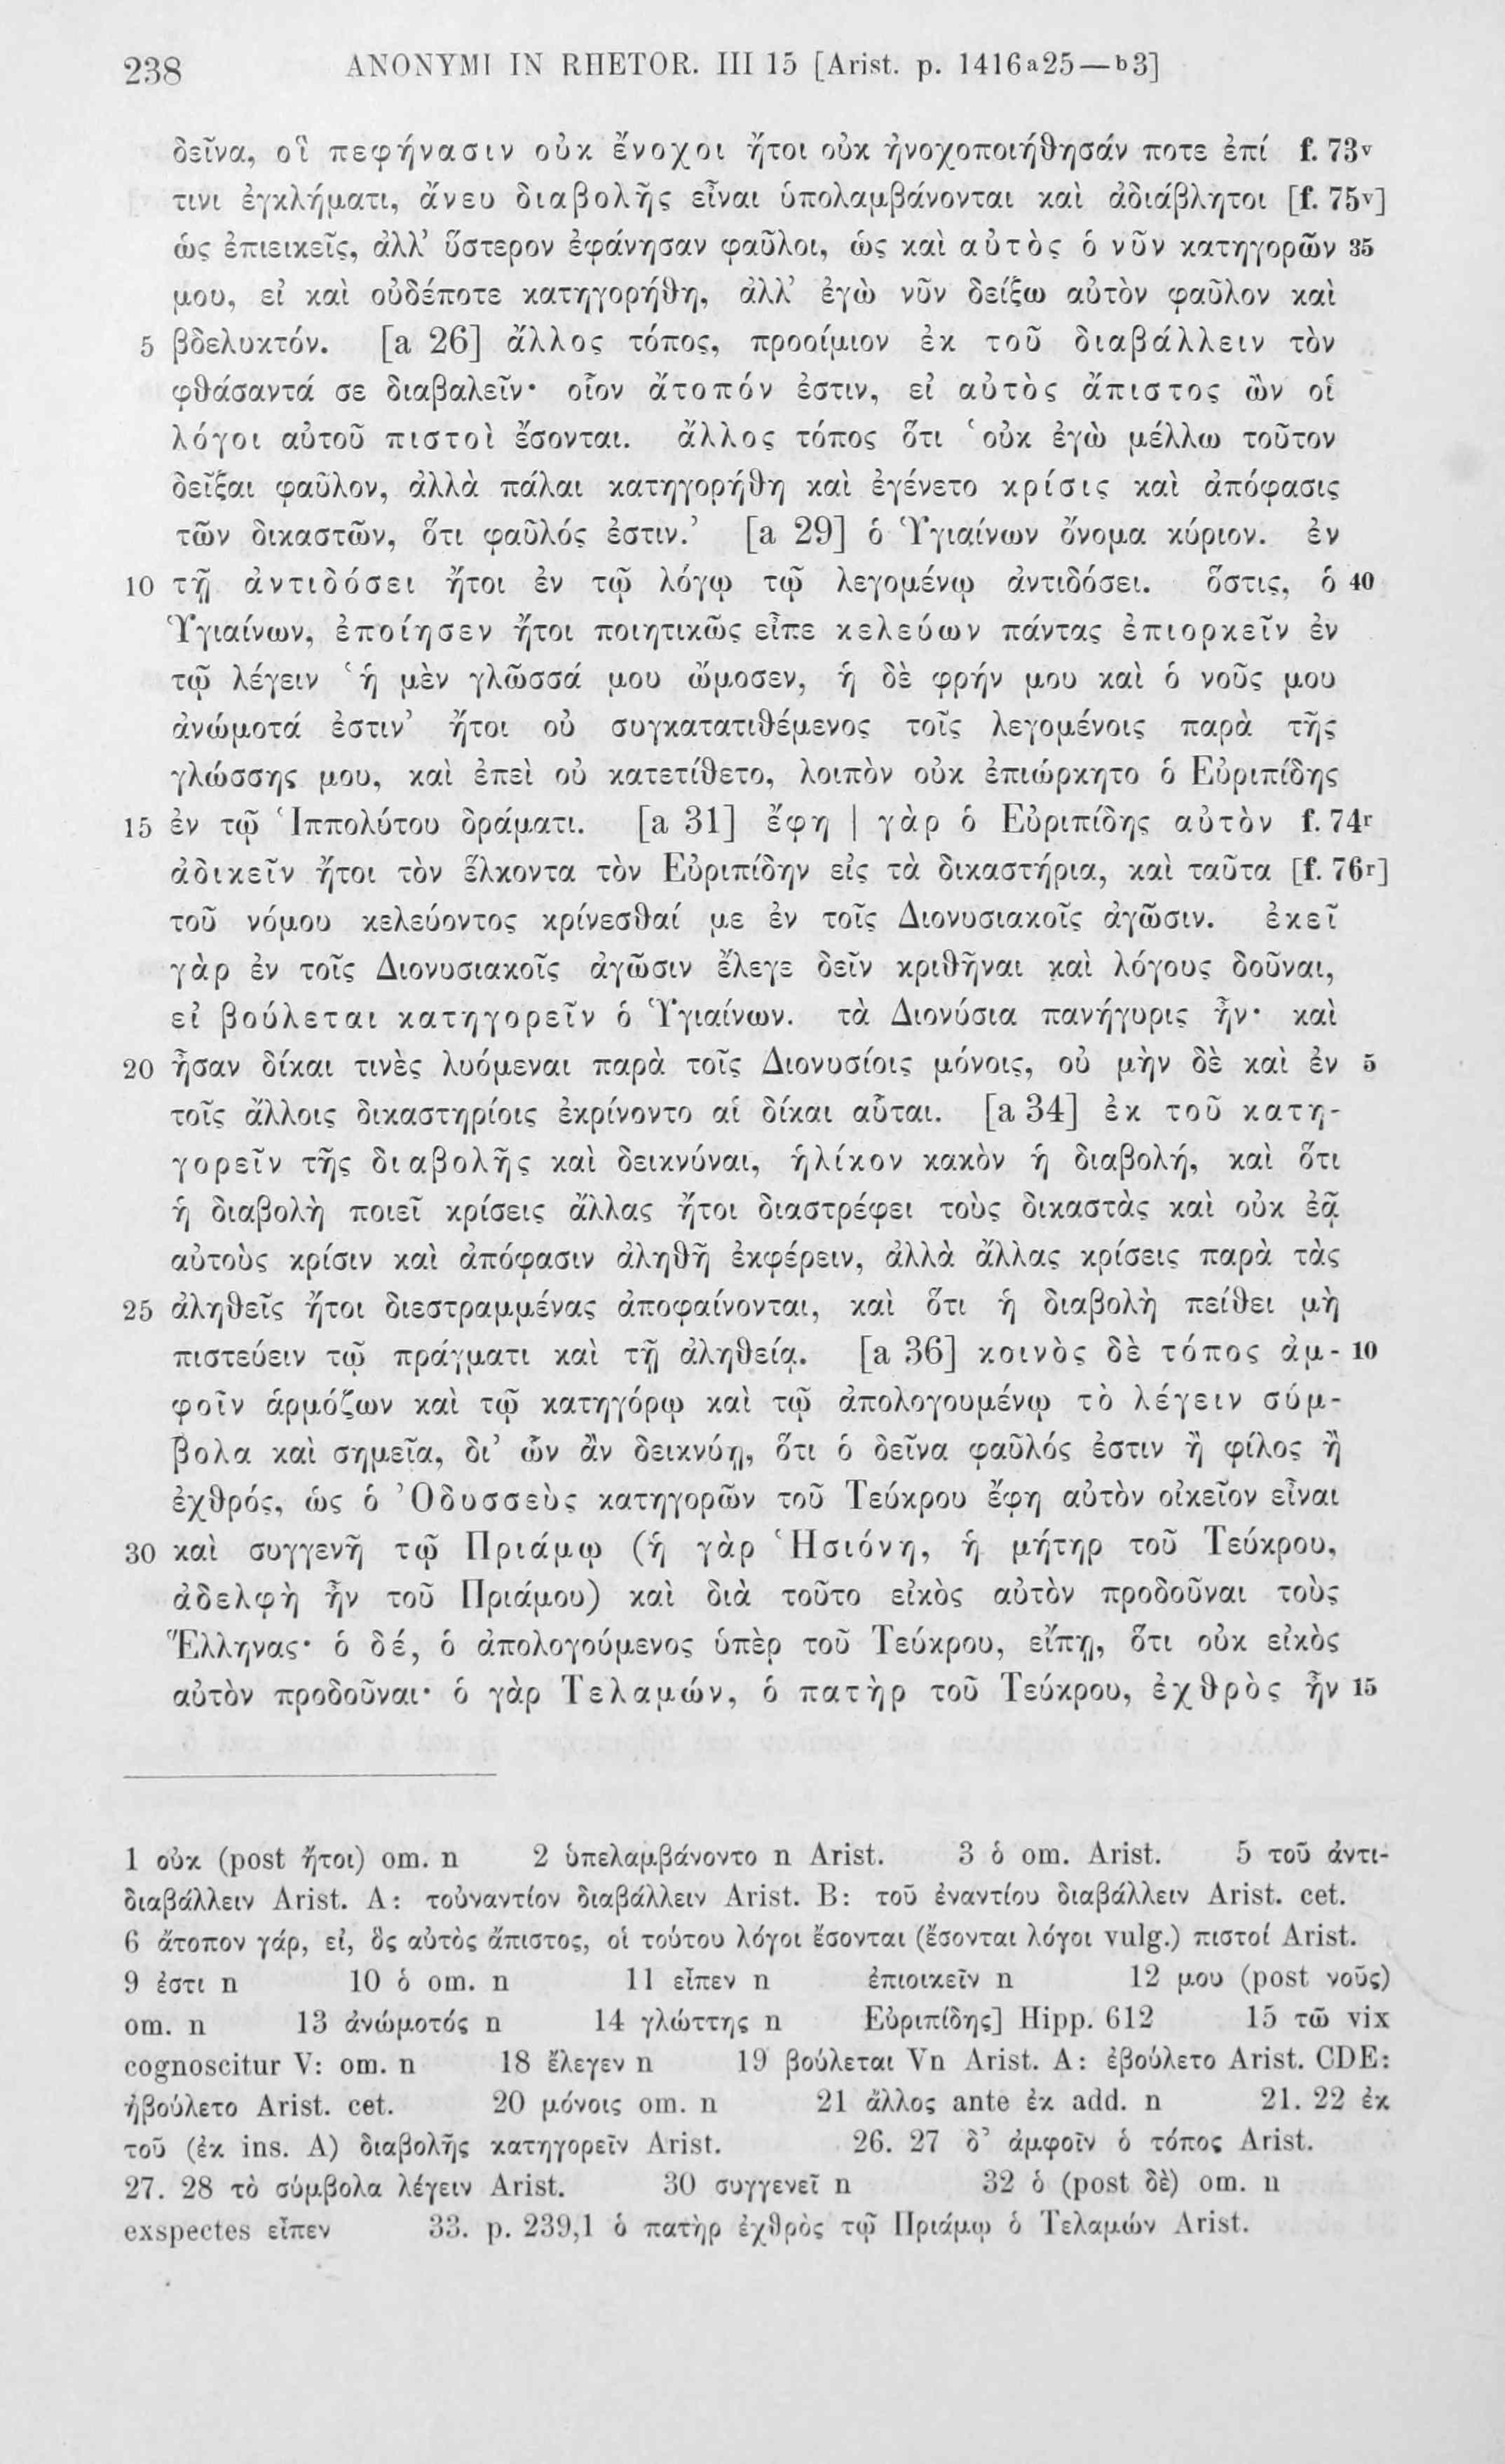 238 ANONYMI IN RHETOR. III 15 [Arist. p. 1416a25—b3]
δεῖνα, οἳ πεφήνασιν οὐκ ἔνοχοι ἤτοι οὐκ ἠνοχοποιήθησάν ποτε ἐπί f. 73v
τινι ἐγκλήματι, ἄνευ διαβολῆς εἶναι ὑπολαμβάνονται καὶ ἀδιάβλητοι [f. 75v]
ὡς ἐπιεικεῖς, ἀλλ’ ὕστερον ἐφάνησαν φαῦλοι, ὡς καὶ αὐτὸς ὁ νῦν κατηγορῶν 35
μου, εἰ καὶ οὐδέποτε κατηγορήθη, ἀλλ’ ἐγὼ νῦν δείξω αὐτὸν φαῦλον καὶ
5 βδελυκτόν. [a 26] ἄλλος τόπος, προοίμιον ἐκ τοῦ διαβάλλειν τὸν
φθάσαντά σε διαβαλεῖν· οἷον ἄτοπόν ἐστιν, εἰ αὐτὸς ἄπιστος ὢν οἱ
λόγοι αὐτοῦ πιστοὶ ἔσονται. ἄλλος τόπος ὅτι ‘οὐκ ἐγὼ μέλλω τοῦτον
δεῖξαι φαῦλον, ἀλλὰ πάλαι κατηγορήθη καὶ ἐγένετο κρίσις καὶ ἀπόφασις
τῶν δικαστῶν, ὅτι φαῦλός ἐστιν.’ [a 29] ὁ Ὑγιαίνων ὄνομα κύριον. ἐν
10 τῇ ἀντιδόσει ἤτοι ἐν τῷ λόγῳ τῷ λεγομένῳ ἀντιδόσει. ὅστις, ὁ 40
Ὑγιαίνων, ἐποίησεν ἤτοι ποιητικῶς εἶπε κελεύων πάντας ἐπιορκεῖν ἐν
τῷ λέγειν ‘ἡ μὲν γλῶσσά μου ὤμοσεν, ἡ δὲ φρήν μου καὶ ὁ νοῦς μου
ἀνώμοτά ἐστιν’ ἤτοι οὐ συγκατατιθέμενος τοῖς λεγομένοις παρὰ τῆς
γλώσσης μου, καὶ ἐπεὶ οὐ κατετίθετο, λοιπὸν οὐκ ἐπιώρκητο ὁ Εὐριπίδης
15 ἐν τῷ Ἱππολύτου δράματι. [a 31] ἔφη | γὰρ ὁ Εὐριπίδης αὐτὸν f. 74r
ἀδικεῖν ἤτοι τὸν ἕλκοντα τὸν Εὐριπίδην εἰς τὰ δικαστήρια, καὶ ταῦτα [f. 76r]
τοῦ νόμου κελεύοντος κρίνεσθαί με ἐν τοῖς Διονυσιακοῖς ἀγῶσιν. ἐκεῖ
γὰρ ἐν τοῖς Διονυσιακοῖς ἀγῶσιν ἔλεγε δεῖν κριθῆναι καὶ λόγους δοῦναι,
εἰ βούλεται κατηγορεῖν ὁ Ὑγιαίνων. τὰ Διονύσια πανήγυρις ἦν· καὶ
20 ἦσαν δίκαι τινὲς λυόμεναι παρὰ τοῖς Διονυσίοις μόνοις, οὐ μὴν δὲ καὶ ἐν 5
τοῖς ἄλλοις δικαστηρίοις ἐκρίνοντο αἱ δίκαι αὗται. [a 34] ἐκ τοῦ κατη-
γορεῖν τῆς διαβολῆς καὶ δεικνύναι, ἡλίκον κακὸν ἡ διαβολή, καὶ ὅτι
ἡ διαβολὴ ποιεῖ κρίσεις ἄλλας ἤτοι διαστρέφει τοὺς δικαστὰς καὶ οὐκ ἐᾷ
αὐτοὺς κρίσιν καὶ ἀπόφασιν ἀληθῆ ἐκφέρειν, ἀλλὰ ἄλλας κρίσεις παρὰ τὰς
25 ἀληθεῖς ἤτοι διεστραμμένας ἀποφαίνονται, καὶ ὅτι ἡ διαβολὴ πείθει μὴ
πιστεύειν τῷ πράγματι καὶ τῇ ἀληθείᾳ. [a 36] κοινὸς δὲ τόπος ἀμ- 10
φοῖν ἁρμόζων καὶ τῷ κατηγόρῳ καὶ τῷ ἀπολογουμένῳ τὸ λέγειν σύμ-
βολα καὶ σημεῖα, δι’ ὧν ἂν δεικνύῃ, ὅτι ὁ δεῖνα φαῦλός ἐστιν ἢ φίλος ἢ
ἐχθρός, ὡς ὁ Ὀδυσσεὺς κατηγορῶν τοῦ Τεύκρου ἔφη αὐτὸν οἰκεῖον εἶναι
30 καὶ συγγενῆ τῷ Πριάμῳ (ἡ γὰρ Ἡσιόνη, ἡ μήτηρ τοῦ Τεύκρου,
ἀδελφὴ ἦν τοῦ Πριάμου) καὶ διὰ τοῦτο εἰκὸς αὐτὸν προδοῦναι τοὺς
Ἕλληνας· ὁ δέ, ὁ ἀπολογούμενος ὑπὲρ τοῦ Τεύκρου, εἴπῃ, ὅτι οὐκ εἰκὸς
αὐτὸν προδοῦναι· ὁ γὰρ Τελαμών, ὁ πατὴρ τοῦ Τεύκρου, ἐχθρὸς ἦν 15
1 οὐκ (post ἤτοι) om. n 2 ὑπελαμβάνοντο n Arist. 3 ὁ om. Arist. 5 τοῦ ἀντι-
διαβάλλειν Arist. A: τοὐναντίον διαβάλλειν Arist. B: τοῦ ἐναντίου διαβάλλειν Arist. cet.
6 ἄτοπον γάρ, εἰ, ὃς αὐτὸς ἄπιστος, οἱ τούτου λόγοι ἔσονται (ἔσονται λόγοι vulg.) πιστοί Arist.
9 ἐστι n 10 ὁ om. n 11 εἶπεν n ἐπιοικεῖν n 12 μου (post νοῦς)
om. n 13 ἀνώμοτός n 14 γλώττης n Εὐριπίδης] Hipp. 612 15 τῶ vix
cognoscitur V: om. n 18 ἔλεγεν n 19 βούλεται Vn Arist. A: ἐβούλετο Arist. CDE:
ἠβούλετο Arist. cet. 20 μόνοις om. n 21 ἄλλος ante ἐκ add. n 21. 22 ἐκ
τοῦ (ἐκ ins. A) διαβολῆς κατηγορεῖν Arist. 26. 27 δ’ ἀμφοῖν ὁ τόπος Arist.
27. 28 τὸ σύμβολα λέγειν Arist. 30 συγγενεῖ n 32 ὁ (post δὲ) om. n
exspectes εἶπεν 33. p. 239,1 ὁ πατὴρ ἐχθρὸς τῷ Πριάμῳ ὁ Τελαμών Arist.